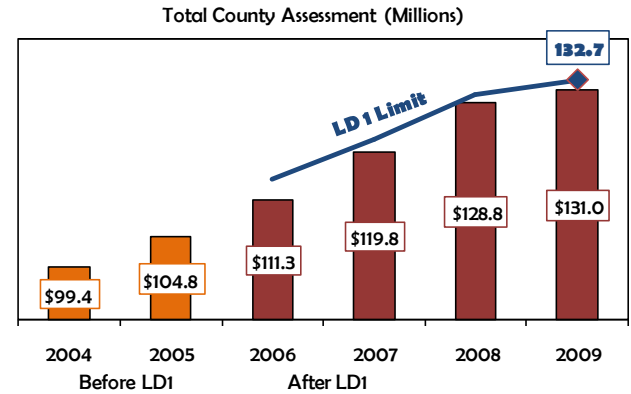 Total County Assessment (Millions)
132.7
LD 1 Limit
$99.4
$104.8
$111.3
$119.8
$128.8
$131.0
2004 2005 2006 2007 2008 2009
Before LD1 After LD1